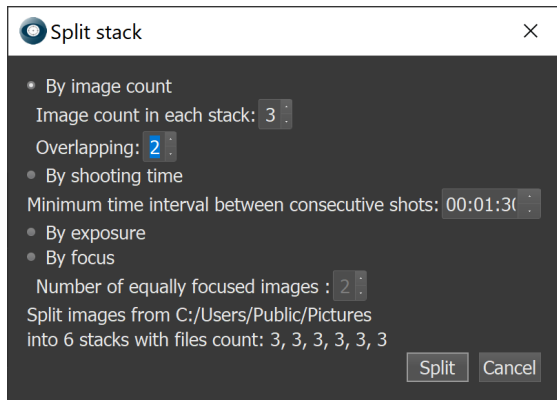 Split stack
By image count
Image count in each stack: 3
Overlapping: 2
By shooting time
Minimum time interval between consecutive shots: 00:01:30
By exposure
By focus
Number of equally focused images : 2
Split images from C:/Users/Public/Pictures
into 6 stacks with files count: 3, 3, 3, 3, 3, 3
Split Cancel